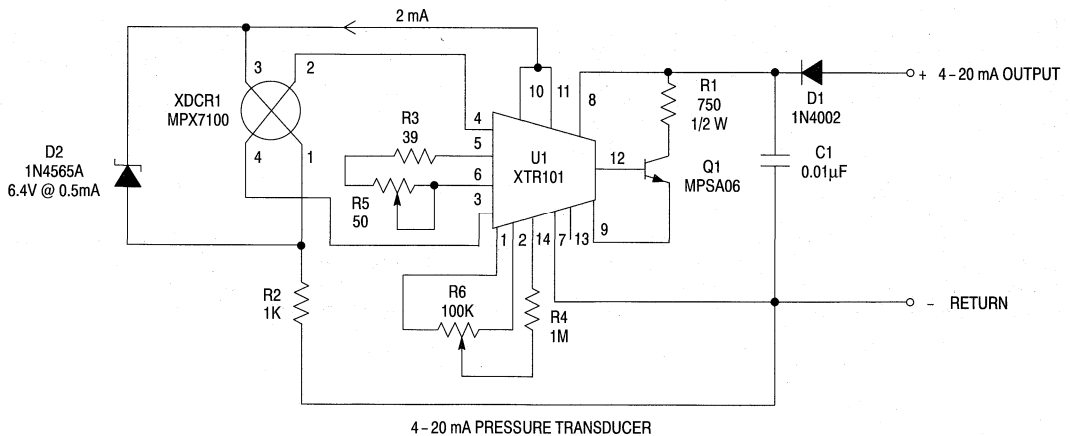 2 mA
3
2
XDCR1
MPX7100
4
1
D2
1N4565A
6.4V @ 0.5mA
R2
1K
R3
39
R5
50
4
5
6
3
10
11
8
U1
XTR101
12
R1
750
1/2 W
Q1
MPSA06
9
1
2
14
7
13
R6
100K
R4
1M
D1
1N4002
C1
0.01µF
+ 4–20 mA OUTPUT
– RETURN
4–20 mA PRESSURE TRANSDUCER